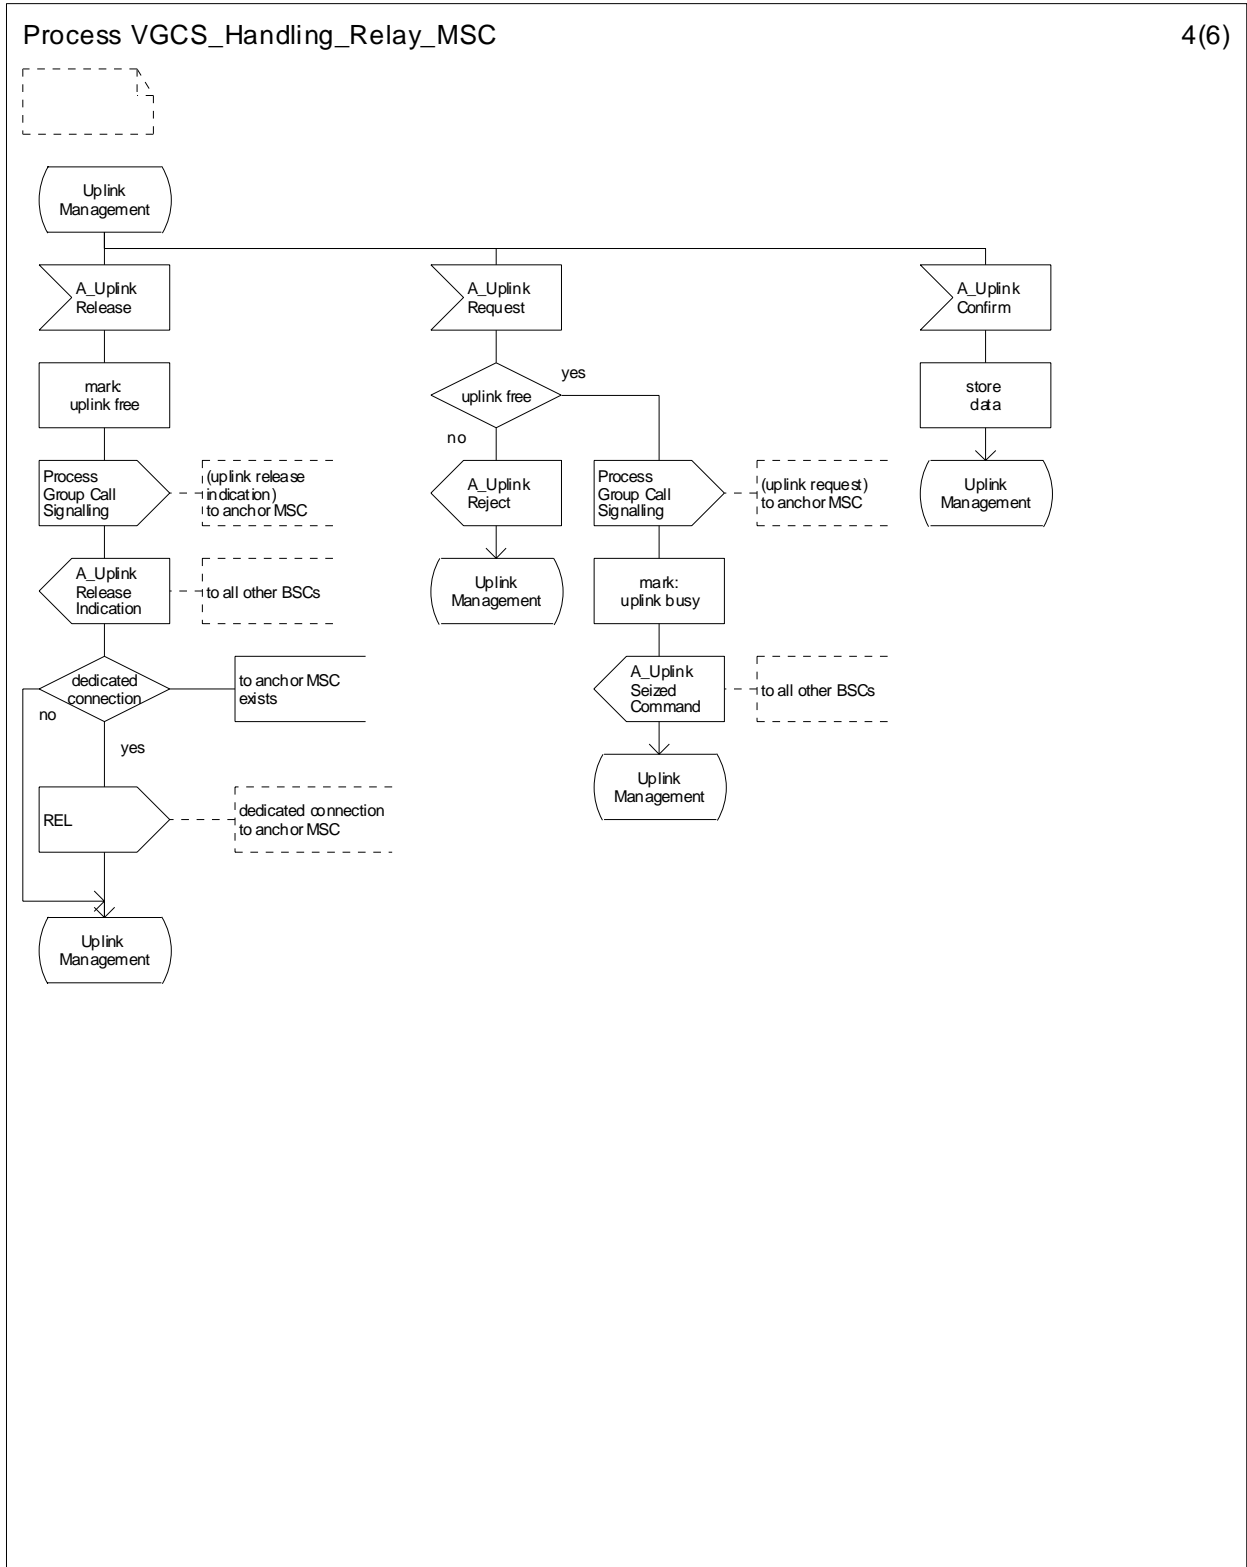 Process VGCS_Handling_Relay_MSC
4(6)
Uplink
Management
A_Uplink
Release
mark:
uplink free
Process
Group Call
Signalling
(uplink release
indication)
to anchor MSC
A_Uplink
Release
Indication
to all other BSCs
dedicated
connection
to anchor MSC
exists
no
yes
REL
dedicated connection
to anchor MSC
Uplink
Management
A_Uplink
Request
uplink free
yes
no
A_Uplink
Reject
Uplink
Management
Process
Group Call
Signalling
(uplink request)
to anchor MSC
mark:
uplink busy
A_Uplink
Seized
Command
to all other BSCs
Uplink
Management
A_Uplink
Confirm
store
data
Uplink
Management